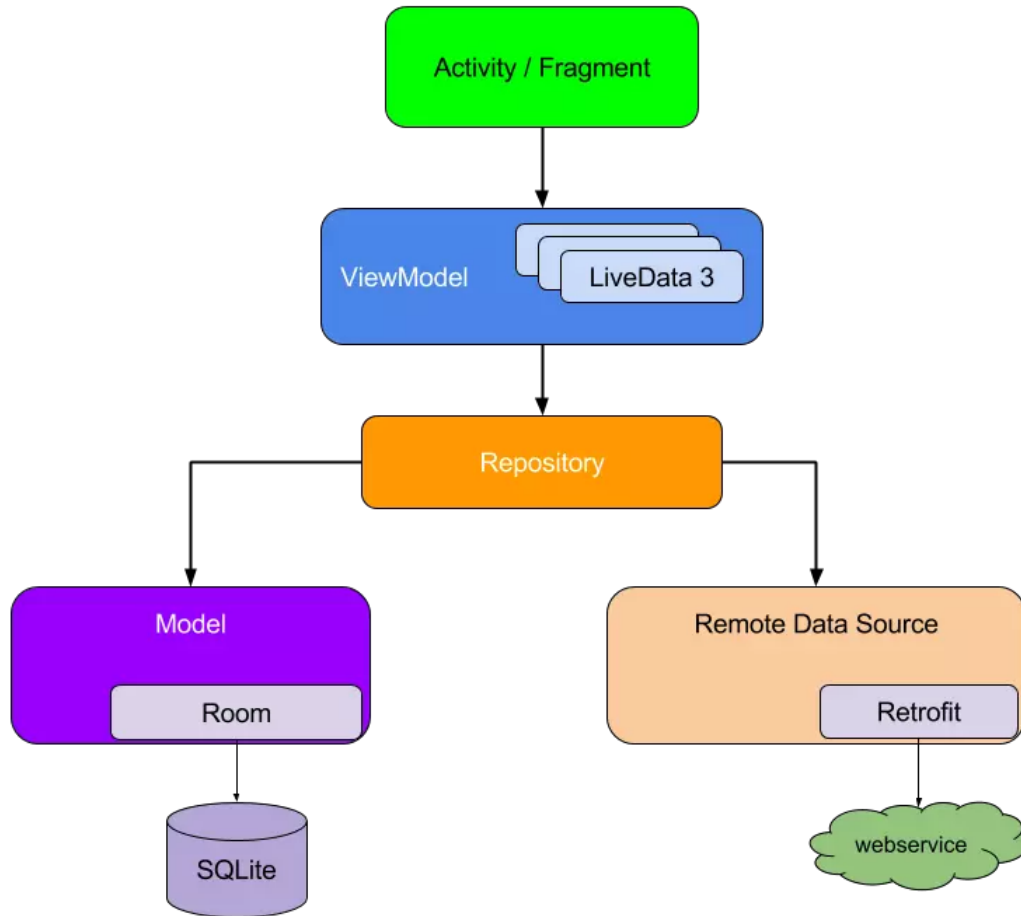 Activity / Fragment
ViewModel
LiveData 3
Repository
Model
Remote Data Source
Room
Retrofit
SQLite
webservice